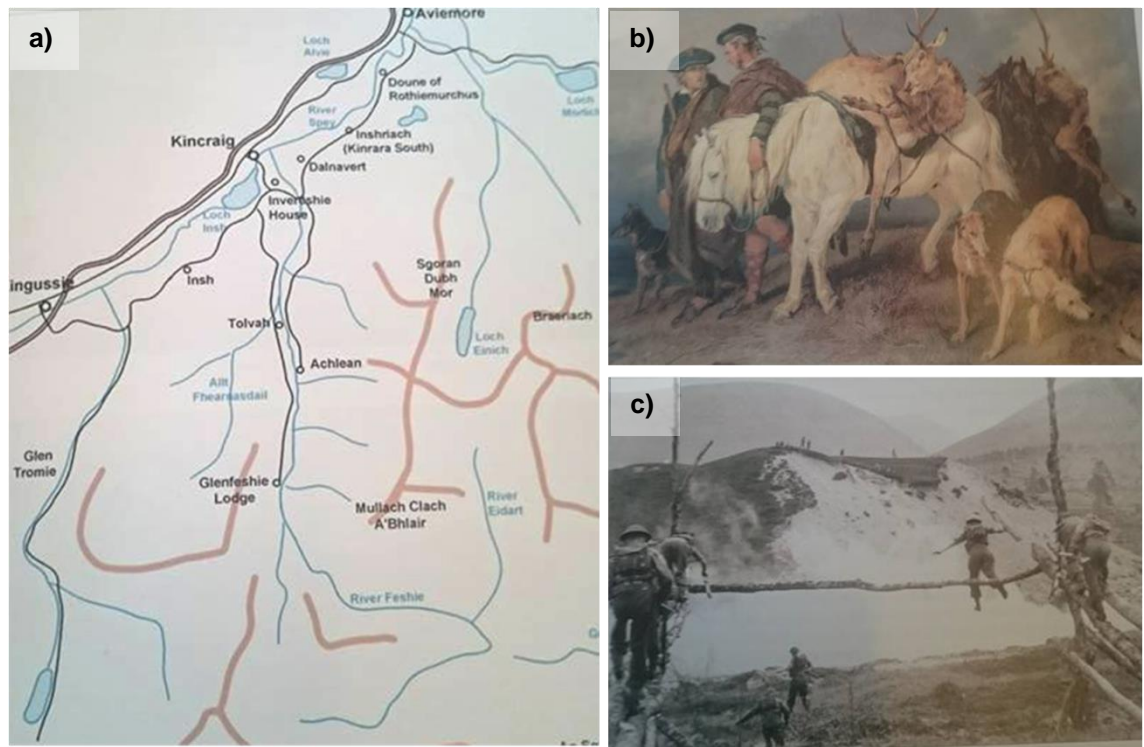 a)
Aviemore
Loch
Alvie
Doune of
Rothiemurchus
Loch
River
Spey
Inshriach
(Kinrara South)
Kincraig
Dalnavert
Invereshie
House
Loch
Insh
Sgoran
Dubh
Mor
ingussie
Insh
Braeriach
Tolvah
Loch
Einich
Achlean
Allt
Fhearnasdail
Glen
Tromie
Glenfeshie
Lodge
Mullach Clach
A'Bhlair
River
Eidart
River Feshie
b)
c)